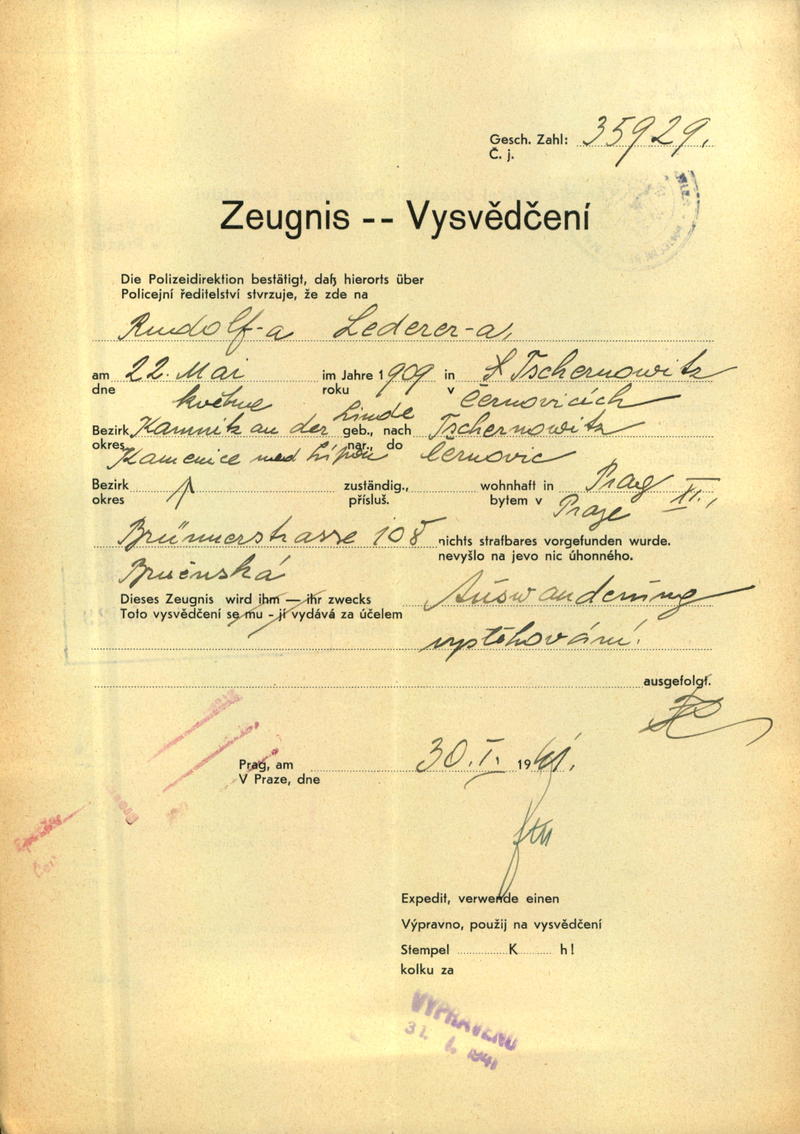 Gesch. Zahl: 35929.
Č. j.
Zeugnis -- Vysvědčení
Die Polizeidirektion bestätigt, daß hierorts über
Policejní ředitelství stvrzuje, že zde na
Rudolf-a Lederer-a,
am 22. Mai im Jahre 1909 in Tschernowitz
dne května roku v Černovicích
Bezirk Kamnitz an der Linde geb., nach Tschernowitz
okres Kamenice nad Lípou nar. do Černovic
Bezirk zuständig., wohnhaft in Prag XI.,
okres přísluš. bytem v Praze
Brünnerstrasse 108 nichts strafbares vorgefunden wurde.
nevyšlo na jevo nic úhonného.
Brněnská
Dieses Zeugnis wird ihm — ihr zwecks Auswanderung
Toto vysvědčení se mu - jí vydává za účelem
vystěhování.
ausgefolgt.
Prag, am 30.I. 1941.
V Praze, dne
Expedit, verwende einen
Výpravno, použij na vysvědčení
Stempel K h!
kolku za
VYPRAVENO
31. 1. 1941